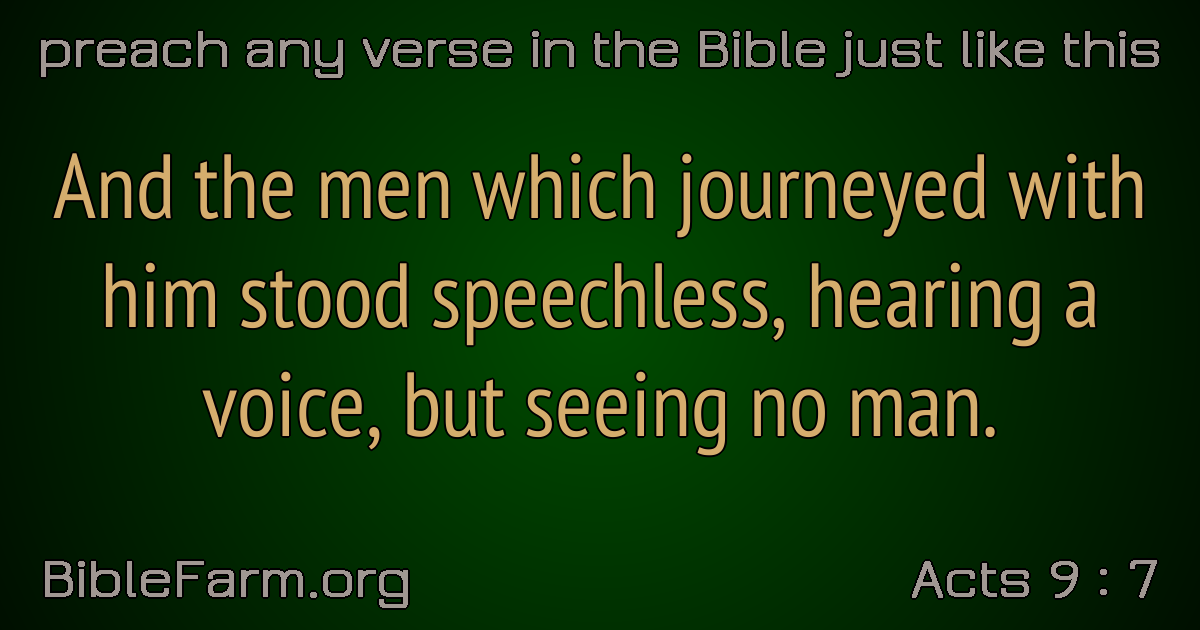 preach any verse in the Bible just like this
And the men which journeyed with
him stood speechless, hearing a
voice, but seeing no man.
BibleFarm.org
Acts 9 : 7